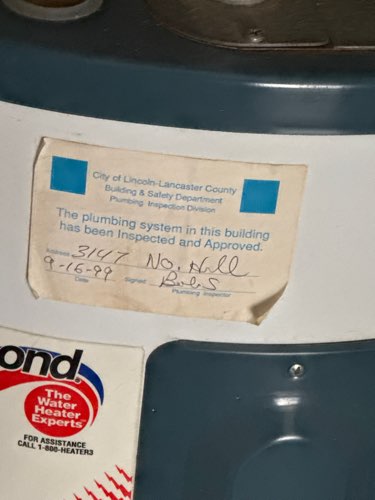 City of Lincoln-Lancaster County
Building & Safety Department
Plumbing Inspection Division
The plumbing system in this building
has been Inspected and Approved.
Address 3147 No. Hill
9-16-99
Date Signed Bob S
Plumbing Inspector
ond.
The
Water
Heater
Experts
FOR ASSISTANCE
CALL 1-800-HEATER3